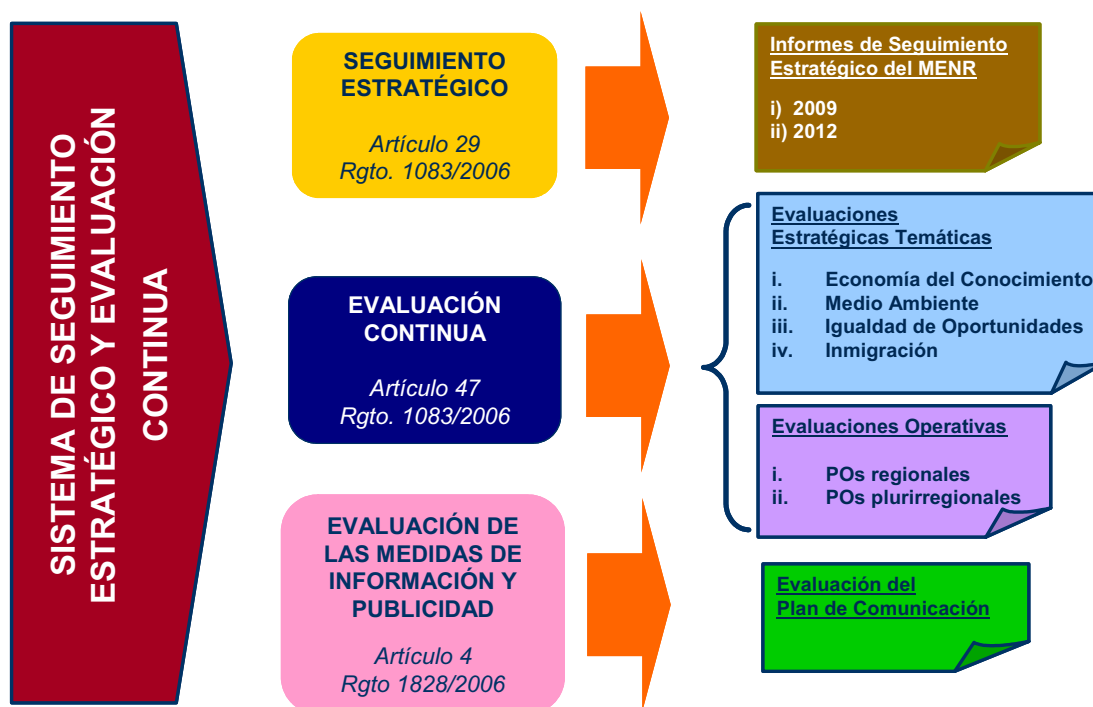 SISTEMA DE SEGUIMIENTO
ESTRATÉGICO Y EVALUACIÓN
CONTINUA
SEGUIMIENTO
ESTRATÉGICO
Artículo 29
Rgto. 1083/2006
Informes de Seguimiento
Estratégico del MENR
i) 2009
ii) 2012
EVALUACIÓN
CONTINUA
Artículo 47
Rgto. 1083/2006
Evaluaciones
Estratégicas Temáticas
i. Economía del Conocimiento
ii. Medio Ambiente
iii. Igualdad de Oportunidades
iv. Inmigración
Evaluaciones Operativas
i. POs regionales
ii. POs plurirregionales
EVALUACIÓN DE
LAS MEDIDAS DE
INFORMACIÓN Y
PUBLICIDAD
Artículo 4
Rgto 1828/2006
Evaluación del
Plan de Comunicación